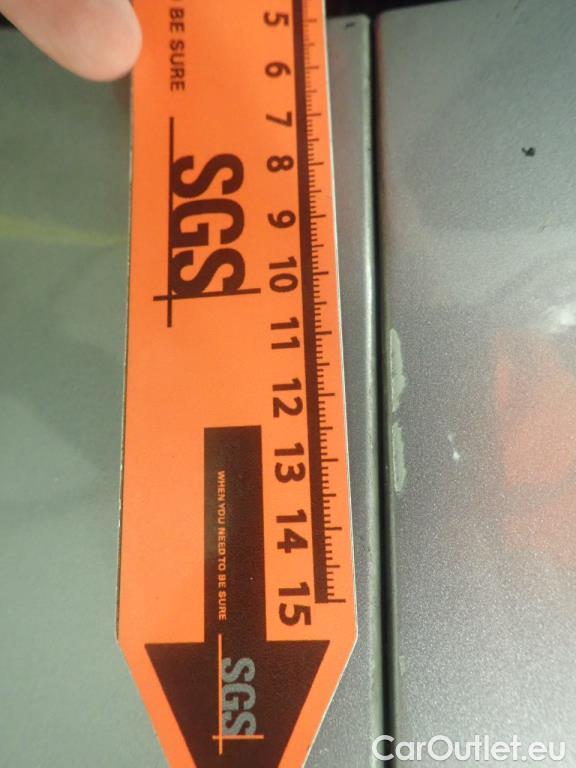 TO BE SURE
SGS
5 6 7 8 9 10 11 12 13 14 15
WHEN YOU NEED TO BE SURE
SGS
CarOutlet.eu